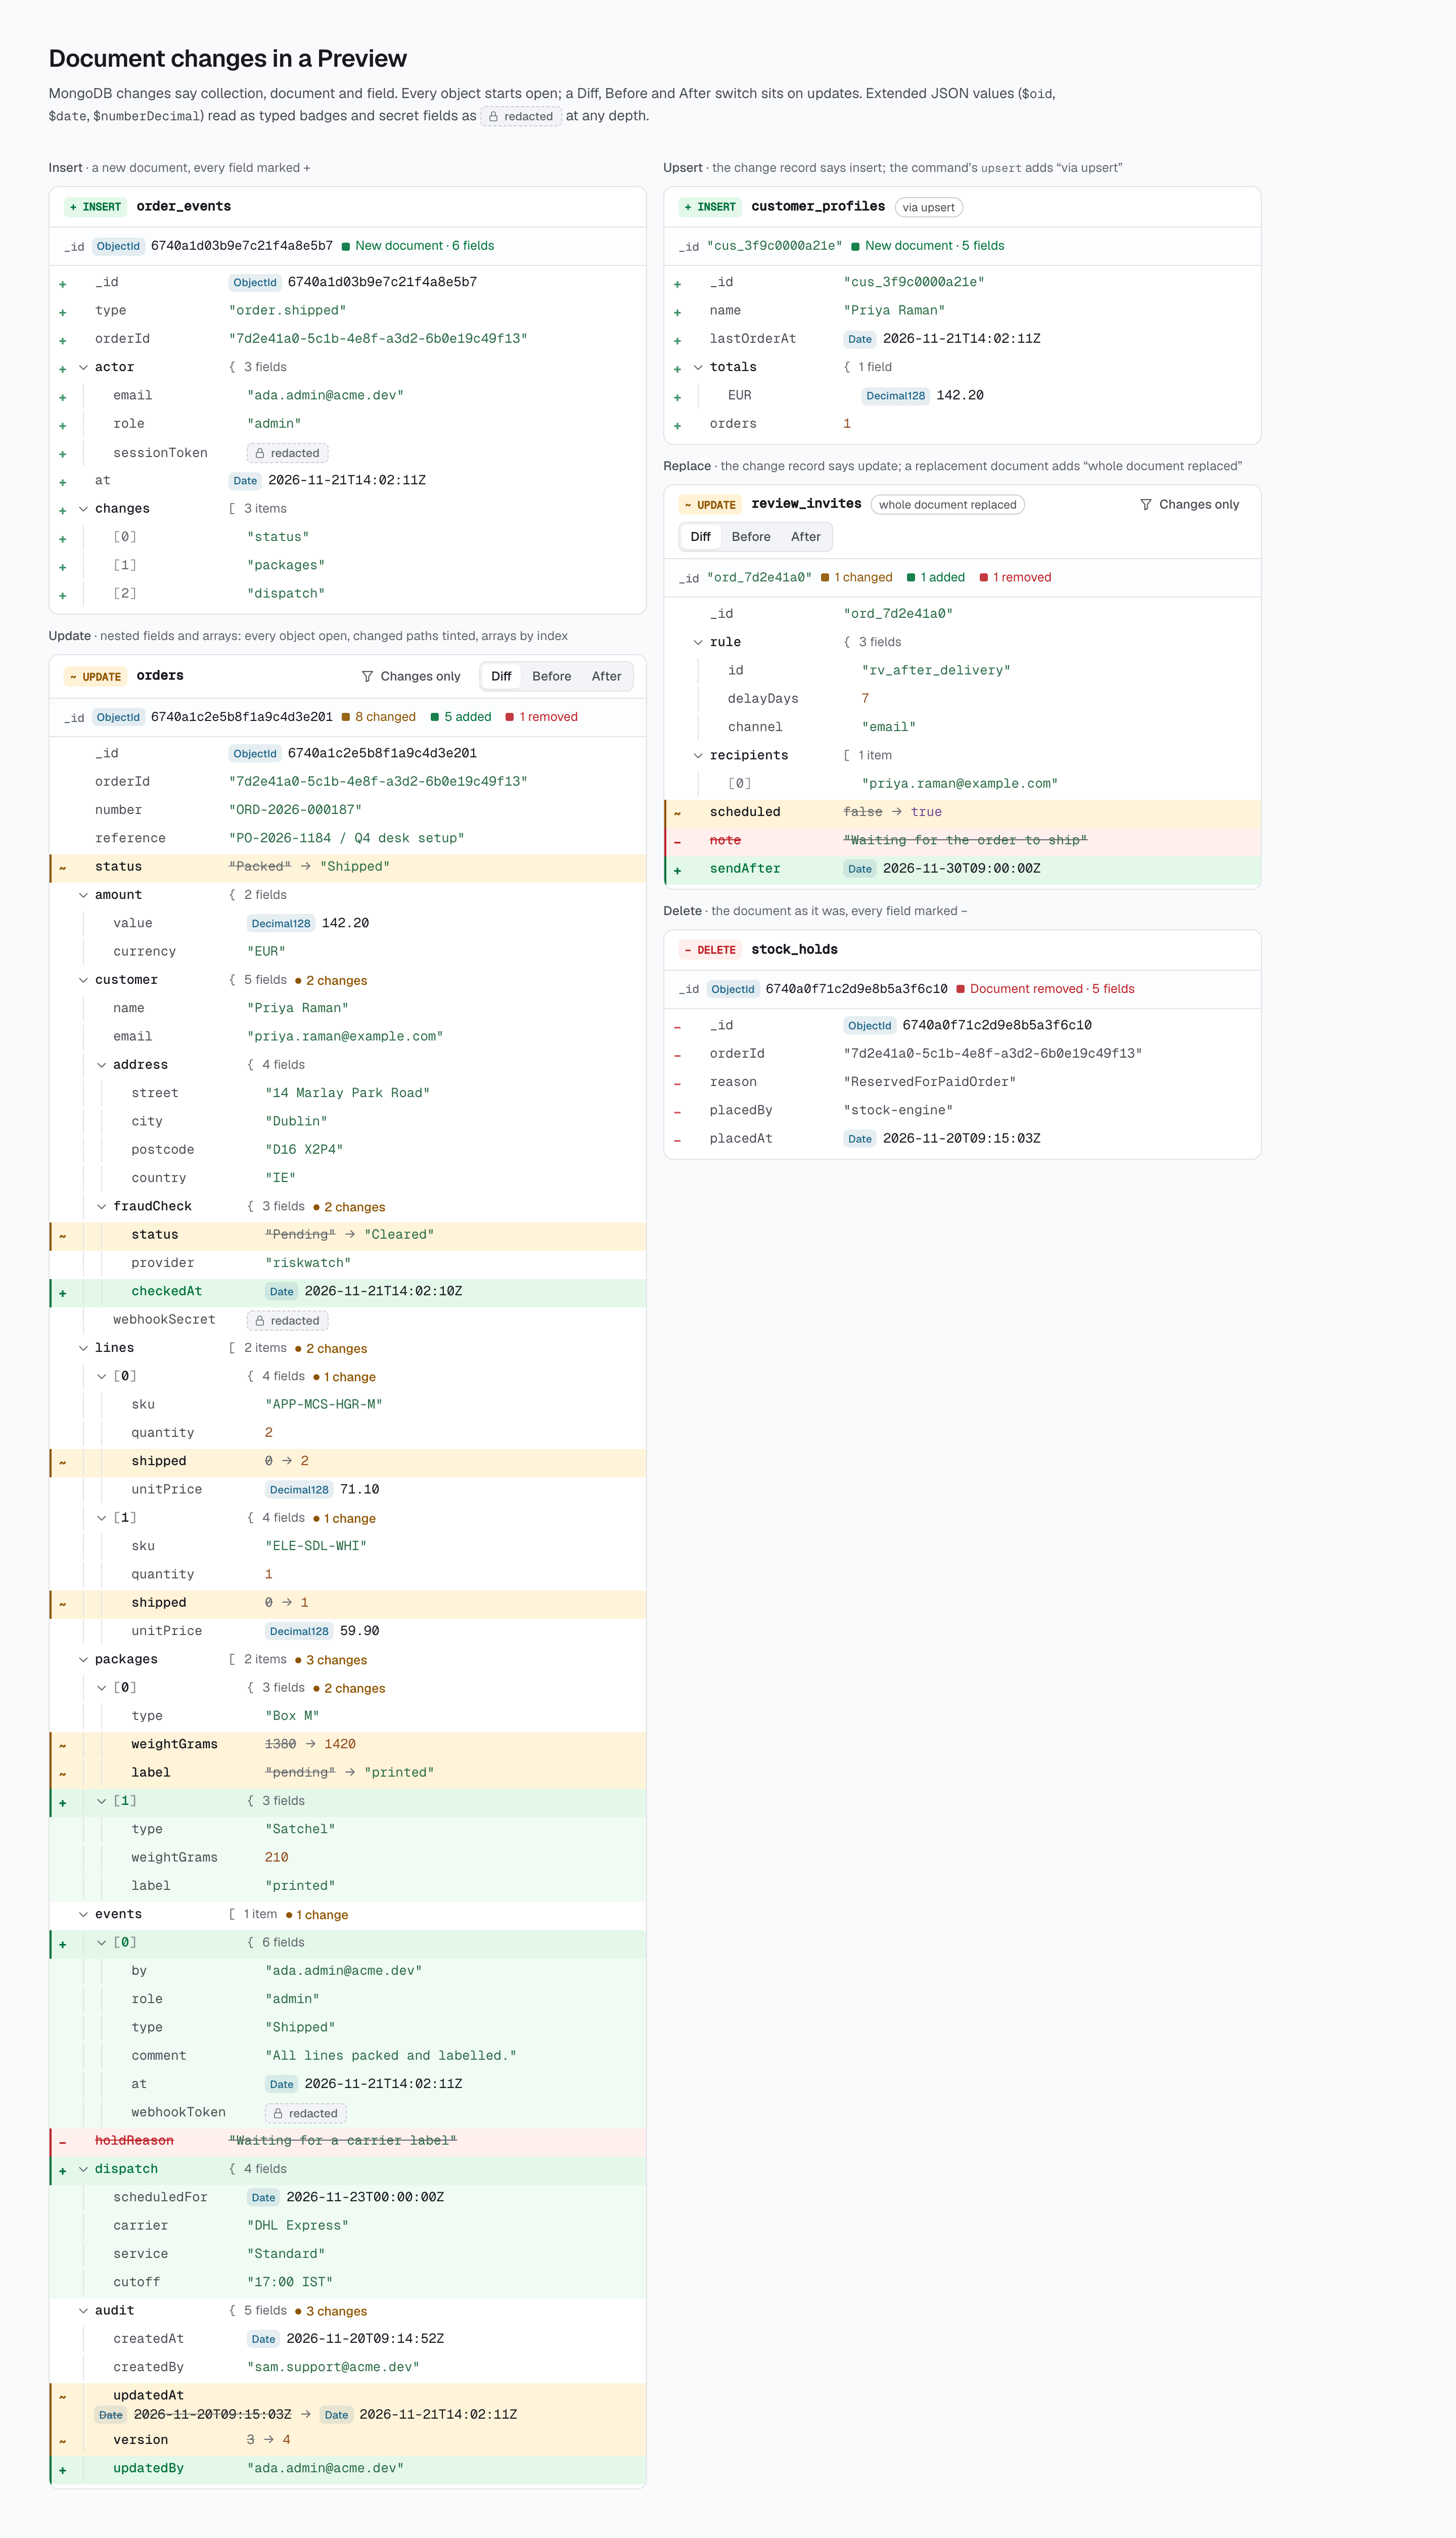 Document changes in a Preview
MongoDB changes say collection, document and field. Every object starts open; a Diff, Before and After switch sits on updates. Extended JSON values ($oid,
$date, $numberDecimal) read as typed badges and secret fields as redacted at any depth.
Insert · a new document, every field marked +
+ INSERT order_events
_id ObjectId 6740a1d03b9e7c21f4a8e5b7 New document · 6 fields
+ _id ObjectId 6740a1d03b9e7c21f4a8e5b7
+ type "order.shipped"
+ orderId "7d2e41a0-5c1b-4e8f-a3d2-6b0e19c49f13"
+ actor { 3 fields
+ email "ada.admin@acme.dev"
+ role "admin"
+ sessionToken redacted
+ at Date 2026-11-21T14:02:11Z
+ changes [ 3 items
+ [0] "status"
+ [1] "packages"
+ [2] "dispatch"
Update · nested fields and arrays: every object open, changed paths tinted, arrays by index
~ UPDATE orders Changes only Diff Before After
_id ObjectId 6740a1c2e5b8f1a9c4d3e201 8 changed 5 added 1 removed
_id ObjectId 6740a1c2e5b8f1a9c4d3e201
orderId "7d2e41a0-5c1b-4e8f-a3d2-6b0e19c49f13"
number "ORD-2026-000187"
reference "PO-2026-1184 / Q4 desk setup"
~ status "Packed" → "Shipped"
amount { 2 fields
value Decimal128 142.20
currency "EUR"
customer { 5 fields ● 2 changes
name "Priya Raman"
email "priya.raman@example.com"
address { 4 fields
street "14 Marlay Park Road"
city "Dublin"
postcode "D16 X2P4"
country "IE"
fraudCheck { 3 fields ● 2 changes
~ status "Pending" → "Cleared"
provider "riskwatch"
+ checkedAt Date 2026-11-21T14:02:10Z
webhookSecret redacted
lines [ 2 items ● 2 changes
[0] { 4 fields ● 1 change
sku "APP-MCS-HGR-M"
quantity 2
~ shipped 0 → 2
unitPrice Decimal128 71.10
[1] { 4 fields ● 1 change
sku "ELE-SDL-WHI"
quantity 1
~ shipped 0 → 1
unitPrice Decimal128 59.90
packages [ 2 items ● 3 changes
[0] { 3 fields ● 2 changes
type "Box M"
~ weightGrams 1380 → 1420
~ label "pending" → "printed"
+ [1] { 3 fields
type "Satchel"
weightGrams 210
label "printed"
events [ 1 item ● 1 change
+ [0] { 6 fields
by "ada.admin@acme.dev"
role "admin"
type "Shipped"
comment "All lines packed and labelled."
at Date 2026-11-21T14:02:11Z
webhookToken redacted
− holdReason "Waiting for a carrier label"
+ dispatch { 4 fields
scheduledFor Date 2026-11-23T00:00:00Z
carrier "DHL Express"
service "Standard"
cutoff "17:00 IST"
audit { 5 fields ● 3 changes
createdAt Date 2026-11-20T09:14:52Z
createdBy "sam.support@acme.dev"
~ updatedAt
Date 2026-11-20T09:15:03Z → Date 2026-11-21T14:02:11Z
~ version 3 → 4
+ updatedBy "ada.admin@acme.dev"
Upsert · the change record says insert; the command’s upsert adds “via upsert”
+ INSERT customer_profiles via upsert
_id "cus_3f9c0000a21e" New document · 5 fields
+ _id "cus_3f9c0000a21e"
+ name "Priya Raman"
+ lastOrderAt Date 2026-11-21T14:02:11Z
+ totals { 1 field
+ EUR Decimal128 142.20
+ orders 1
Replace · the change record says update; a replacement document adds “whole document replaced”
~ UPDATE review_invites whole document replaced Changes only
Diff Before After
_id "ord_7d2e41a0" 1 changed 1 added 1 removed
_id "ord_7d2e41a0"
rule { 3 fields
id "rv_after_delivery"
delayDays 7
channel "email"
recipients [ 1 item
[0] "priya.raman@example.com"
~ scheduled false → true
− note "Waiting for the order to ship"
+ sendAfter Date 2026-11-30T09:00:00Z
Delete · the document as it was, every field marked −
− DELETE stock_holds
_id ObjectId 6740a0f71c2d9e8b5a3f6c10 Document removed · 5 fields
− _id ObjectId 6740a0f71c2d9e8b5a3f6c10
− orderId "7d2e41a0-5c1b-4e8f-a3d2-6b0e19c49f13"
− reason "ReservedForPaidOrder"
− placedBy "stock-engine"
− placedAt Date 2026-11-20T09:15:03Z